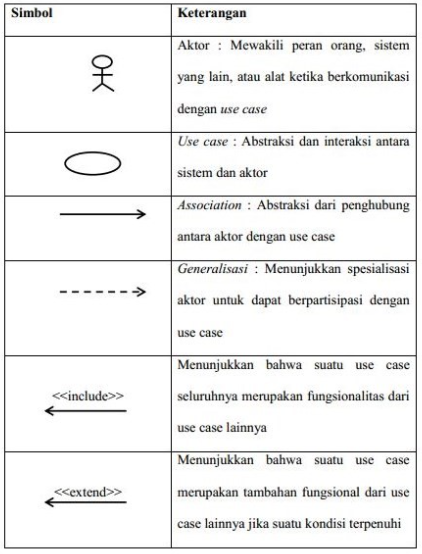 Simbol
Keterangan
Aktor : Mewakili peran orang, sistem
yang lain, atau alat ketika berkomunikasi
dengan use case
Use case : Abstraksi dan interaksi antara
sistem dan aktor
Association : Abstraksi dari penghubung
antara aktor dengan use case
Generalisasi : Menunjukkan spesialisasi
aktor untuk dapat berpartisipasi dengan
use case
<<include>>
Menunjukkan bahwa suatu use case
seluruhnya merupakan fungsionalitas dari
use case lainnya
<<extend>>
Menunjukkan bahwa suatu use case
merupakan tambahan fungsional dari use
case lainnya jika suatu kondisi terpenuhi